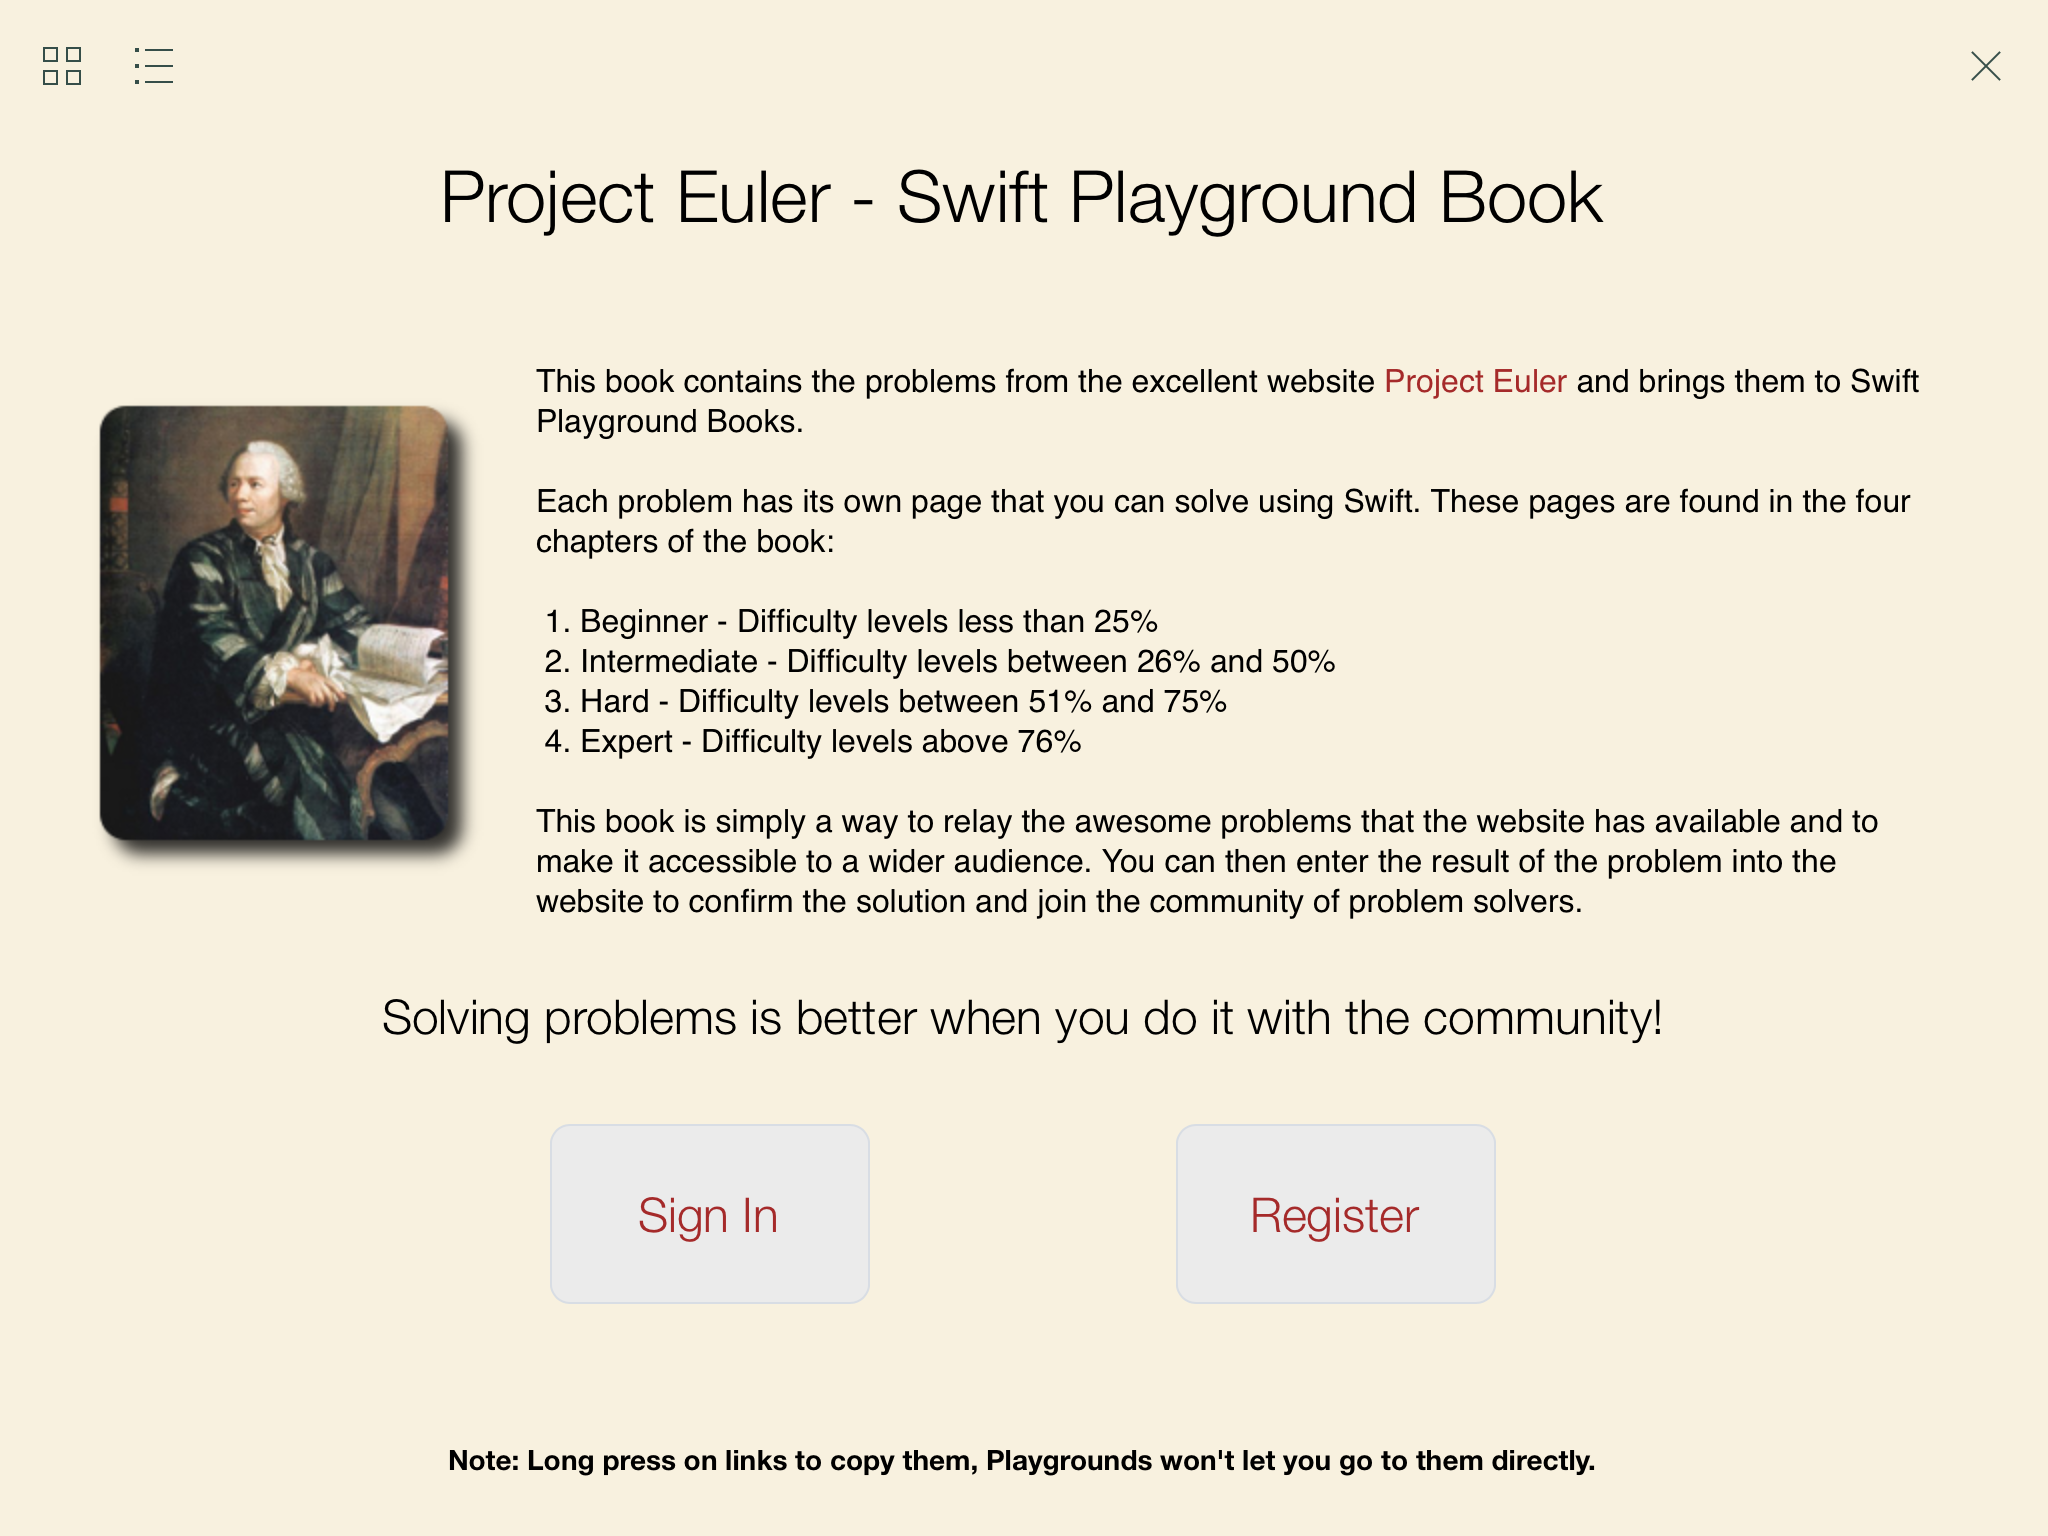 Project Euler - Swift Playground Book
This book contains the problems from the excellent website Project Euler and brings them to Swift
Playground Books.
Each problem has its own page that you can solve using Swift. These pages are found in the four
chapters of the book:
1. Beginner - Difficulty levels less than 25%
2. Intermediate - Difficulty levels between 26% and 50%
3. Hard - Difficulty levels between 51% and 75%
4. Expert - Difficulty levels above 76%
This book is simply a way to relay the awesome problems that the website has available and to
make it accessible to a wider audience. You can then enter the result of the problem into the
website to confirm the solution and join the community of problem solvers.
Solving problems is better when you do it with the community!
Sign In
Register
Note: Long press on links to copy them, Playgrounds won't let you go to them directly.